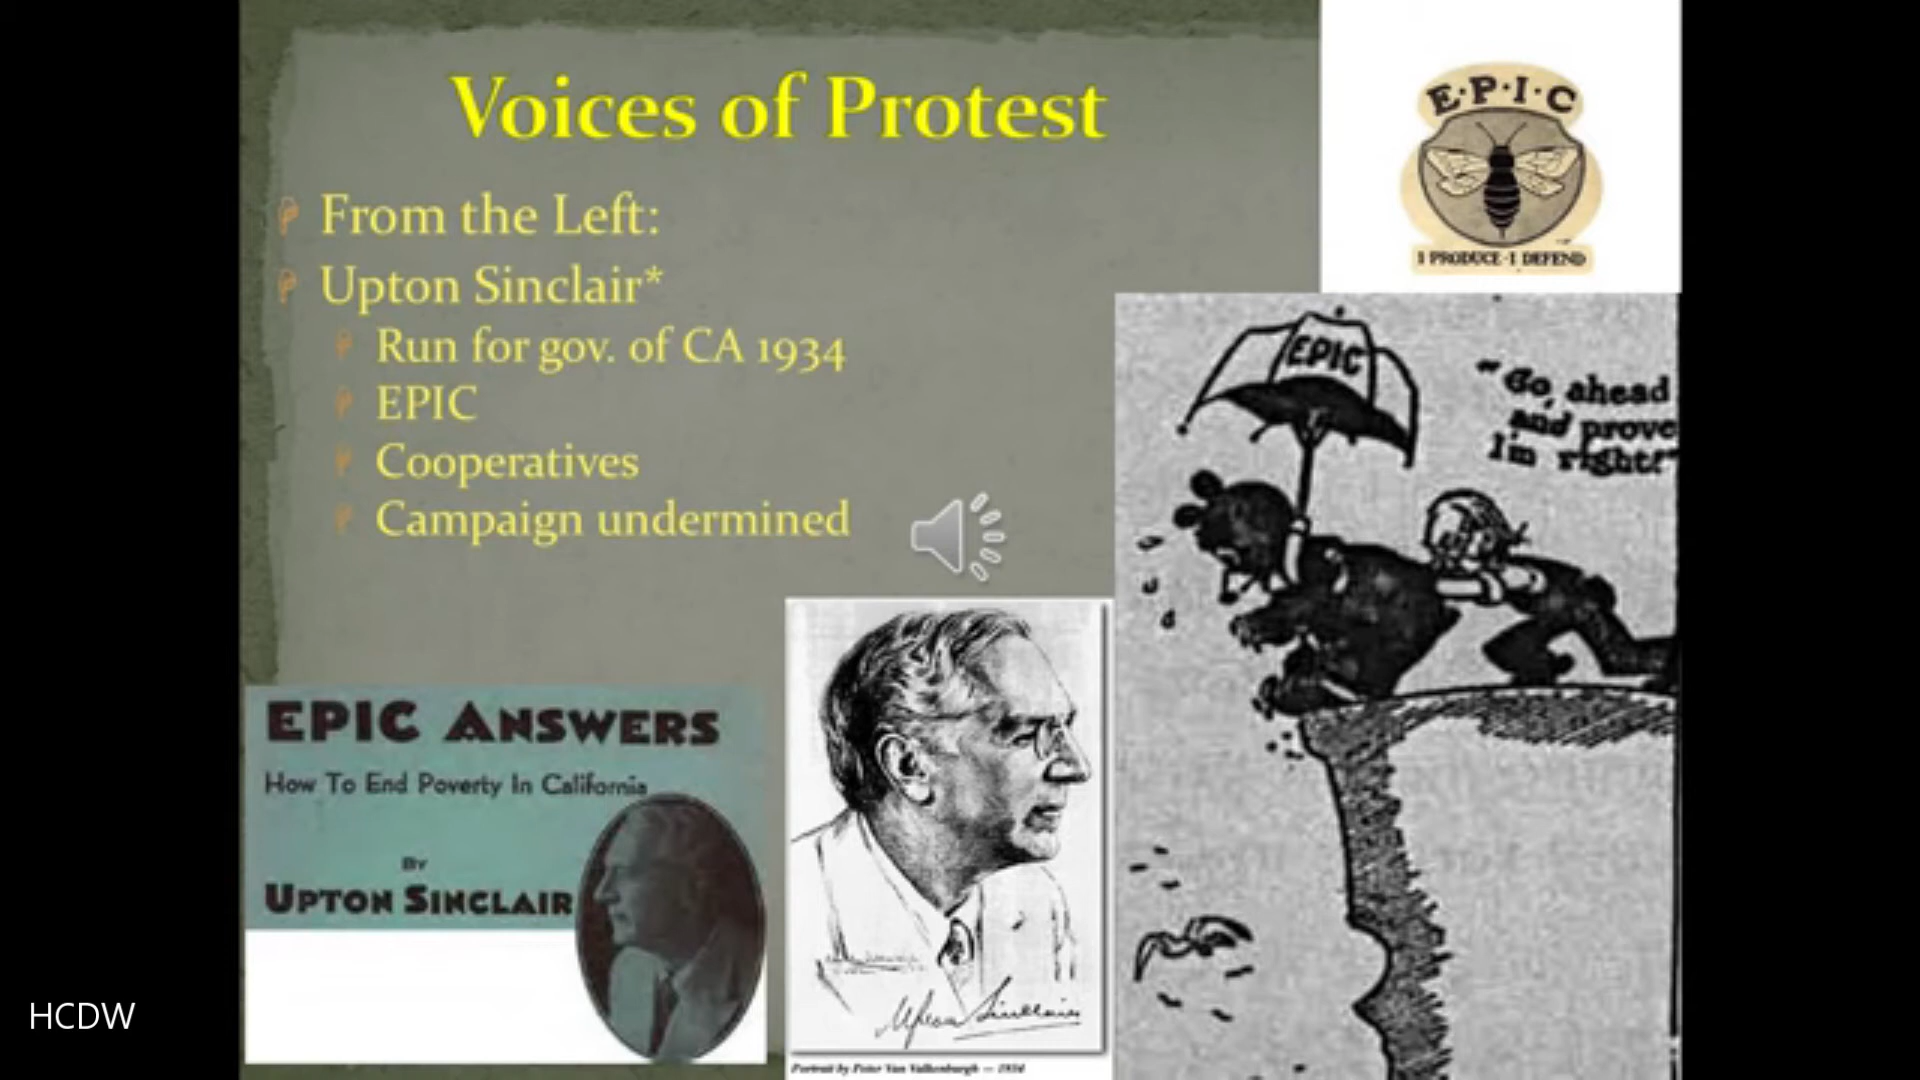 Voices of Protest
From the Left:
Upton Sinclair*
Run for gov. of CA 1934
EPIC
Cooperatives
Campaign undermined
E·P·I·C
I PRODUCE·I DEFEND
EPIC
"Go ahead
and prove
I'm right!"
EPIC ANSWERS
How To End Poverty In California
By
UPTON SINCLAIR
Upton Sinclair
Portrait by Peter Van Valkenburgh — 1934
HCDW